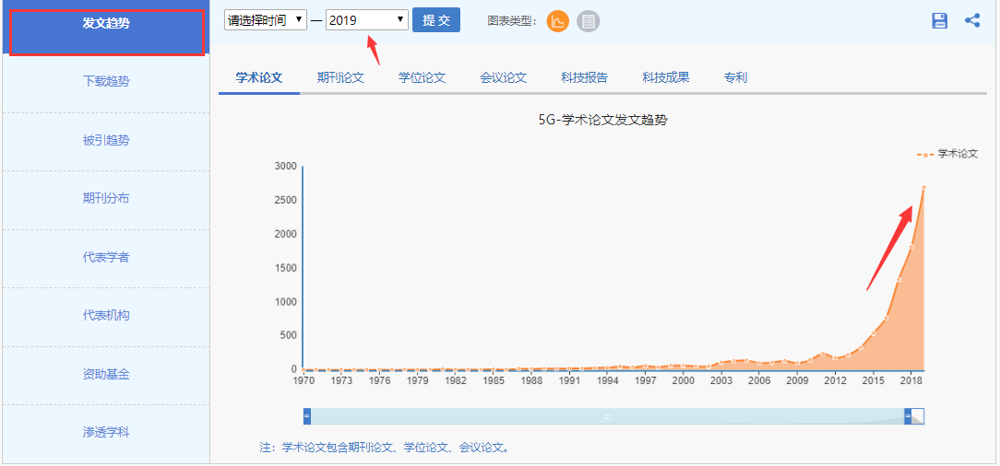 发文趋势
下载趋势
被引趋势
期刊分布
代表学者
代表机构
资助基金
渗透学科
请选择时间 — 2019 提 交 图表类型：
学术论文 期刊论文 学位论文 会议论文 科技报告 科技成果 专利
5G-学术论文发文趋势
学术论文
3000
2500
2000
1500
1000
500
0
1970 1973 1976 1979 1982 1985 1988 1991 1994 1997 2000 2003 2006 2009 2012 2015 2018
注：学术论文包含期刊论文、学位论文、会议论文。